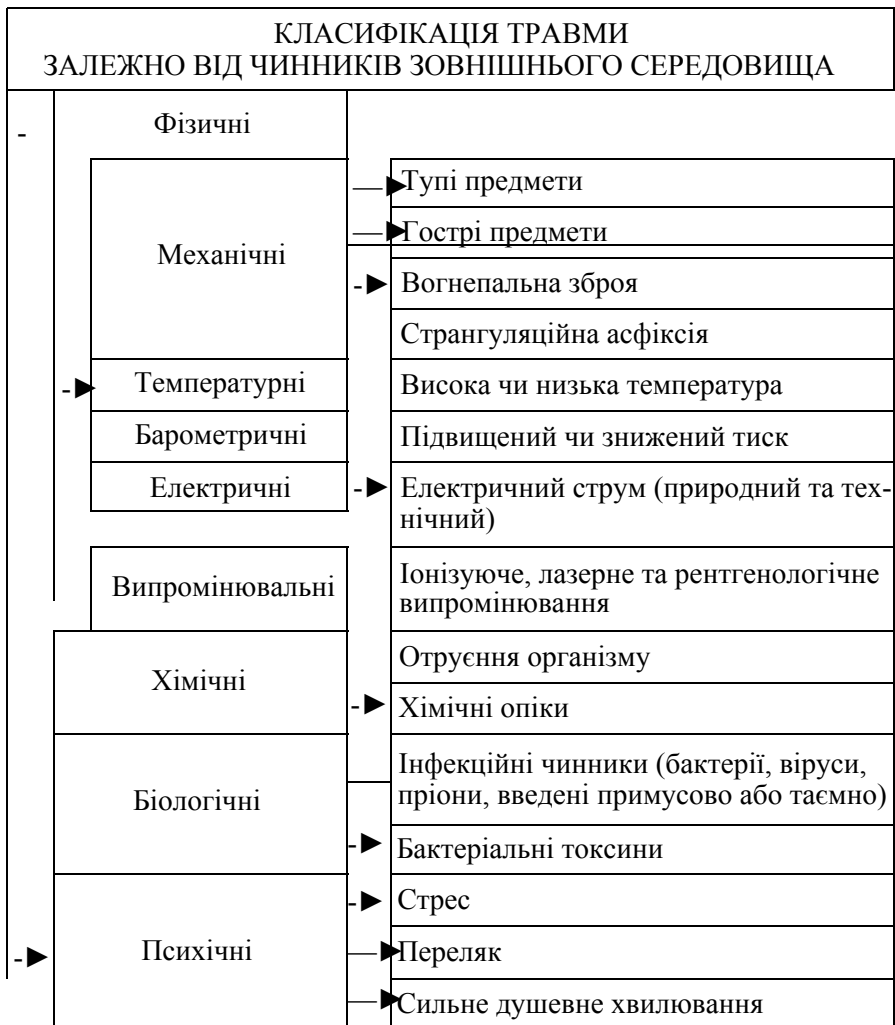 КЛАСИФІКАЦІЯ ТРАВМИ
ЗАЛЕЖНО ВІД ЧИННИКІВ ЗОВНІШНЬОГО СЕРЕДОВИЩА
Фізичні
Механічні
Тупі предмети
Гострі предмети
Вогнепальна зброя
Странгуляційна асфіксія
Температурні
Висока чи низька температура
Барометричні
Підвищений чи знижений тиск
Електричні
Електричний струм (природний та тех-
нічний)
Випромінювальні
Іонізуюче, лазерне та рентгенологічне
випромінювання
Хімічні
Отруєння організму
Хімічні опіки
Біологічні
Інфекційні чинники (бактерії, віруси,
пріони, введені примусово або таємно)
Бактеріальні токсини
Психічні
Стрес
Переляк
Сильне душевне хвилювання